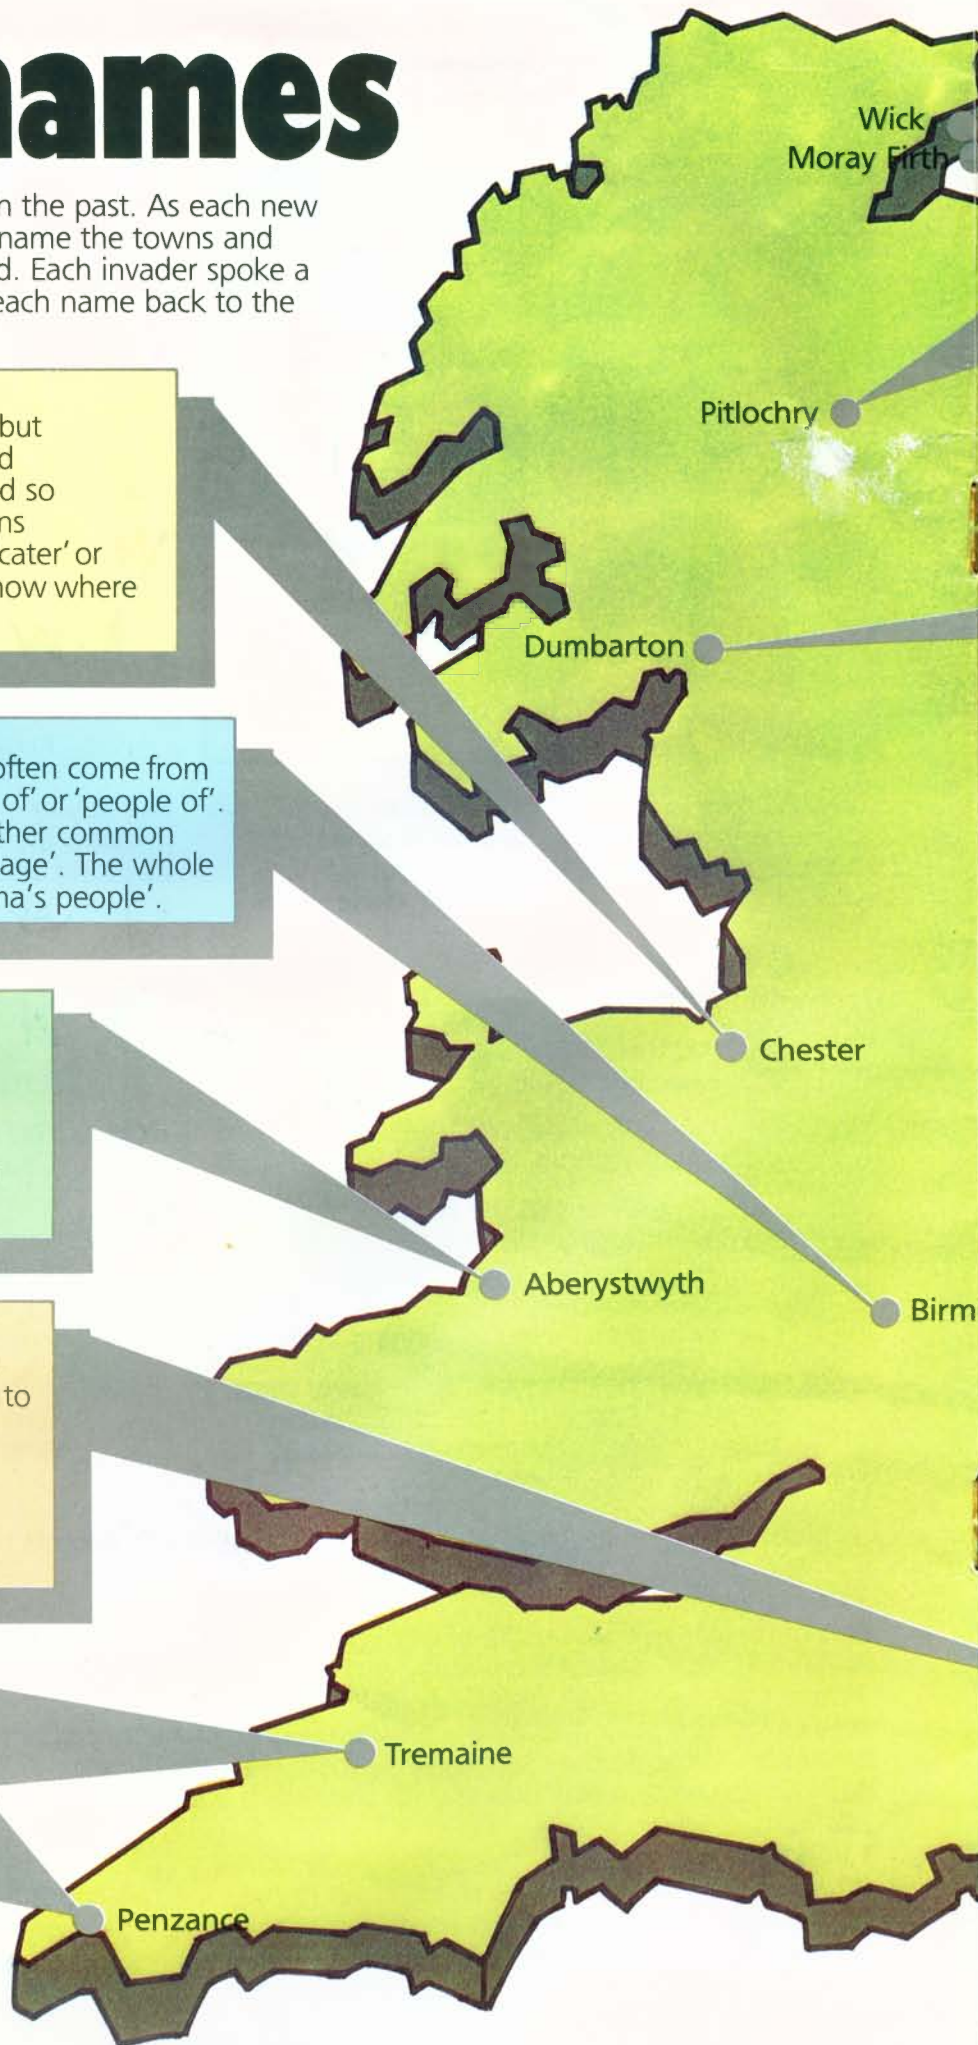 names
n the past. As each new
name the towns and
d. Each invader spoke a
each name back to the
but
d
d so
ns
cater' or
now where
often come from
of' or 'people of'.
ther common
age'. The whole
na's people'.
to
Wick
Moray Firth
Pitlochry
Dumbarton
Chester
Aberystwyth
Birm
Tremaine
Penzance